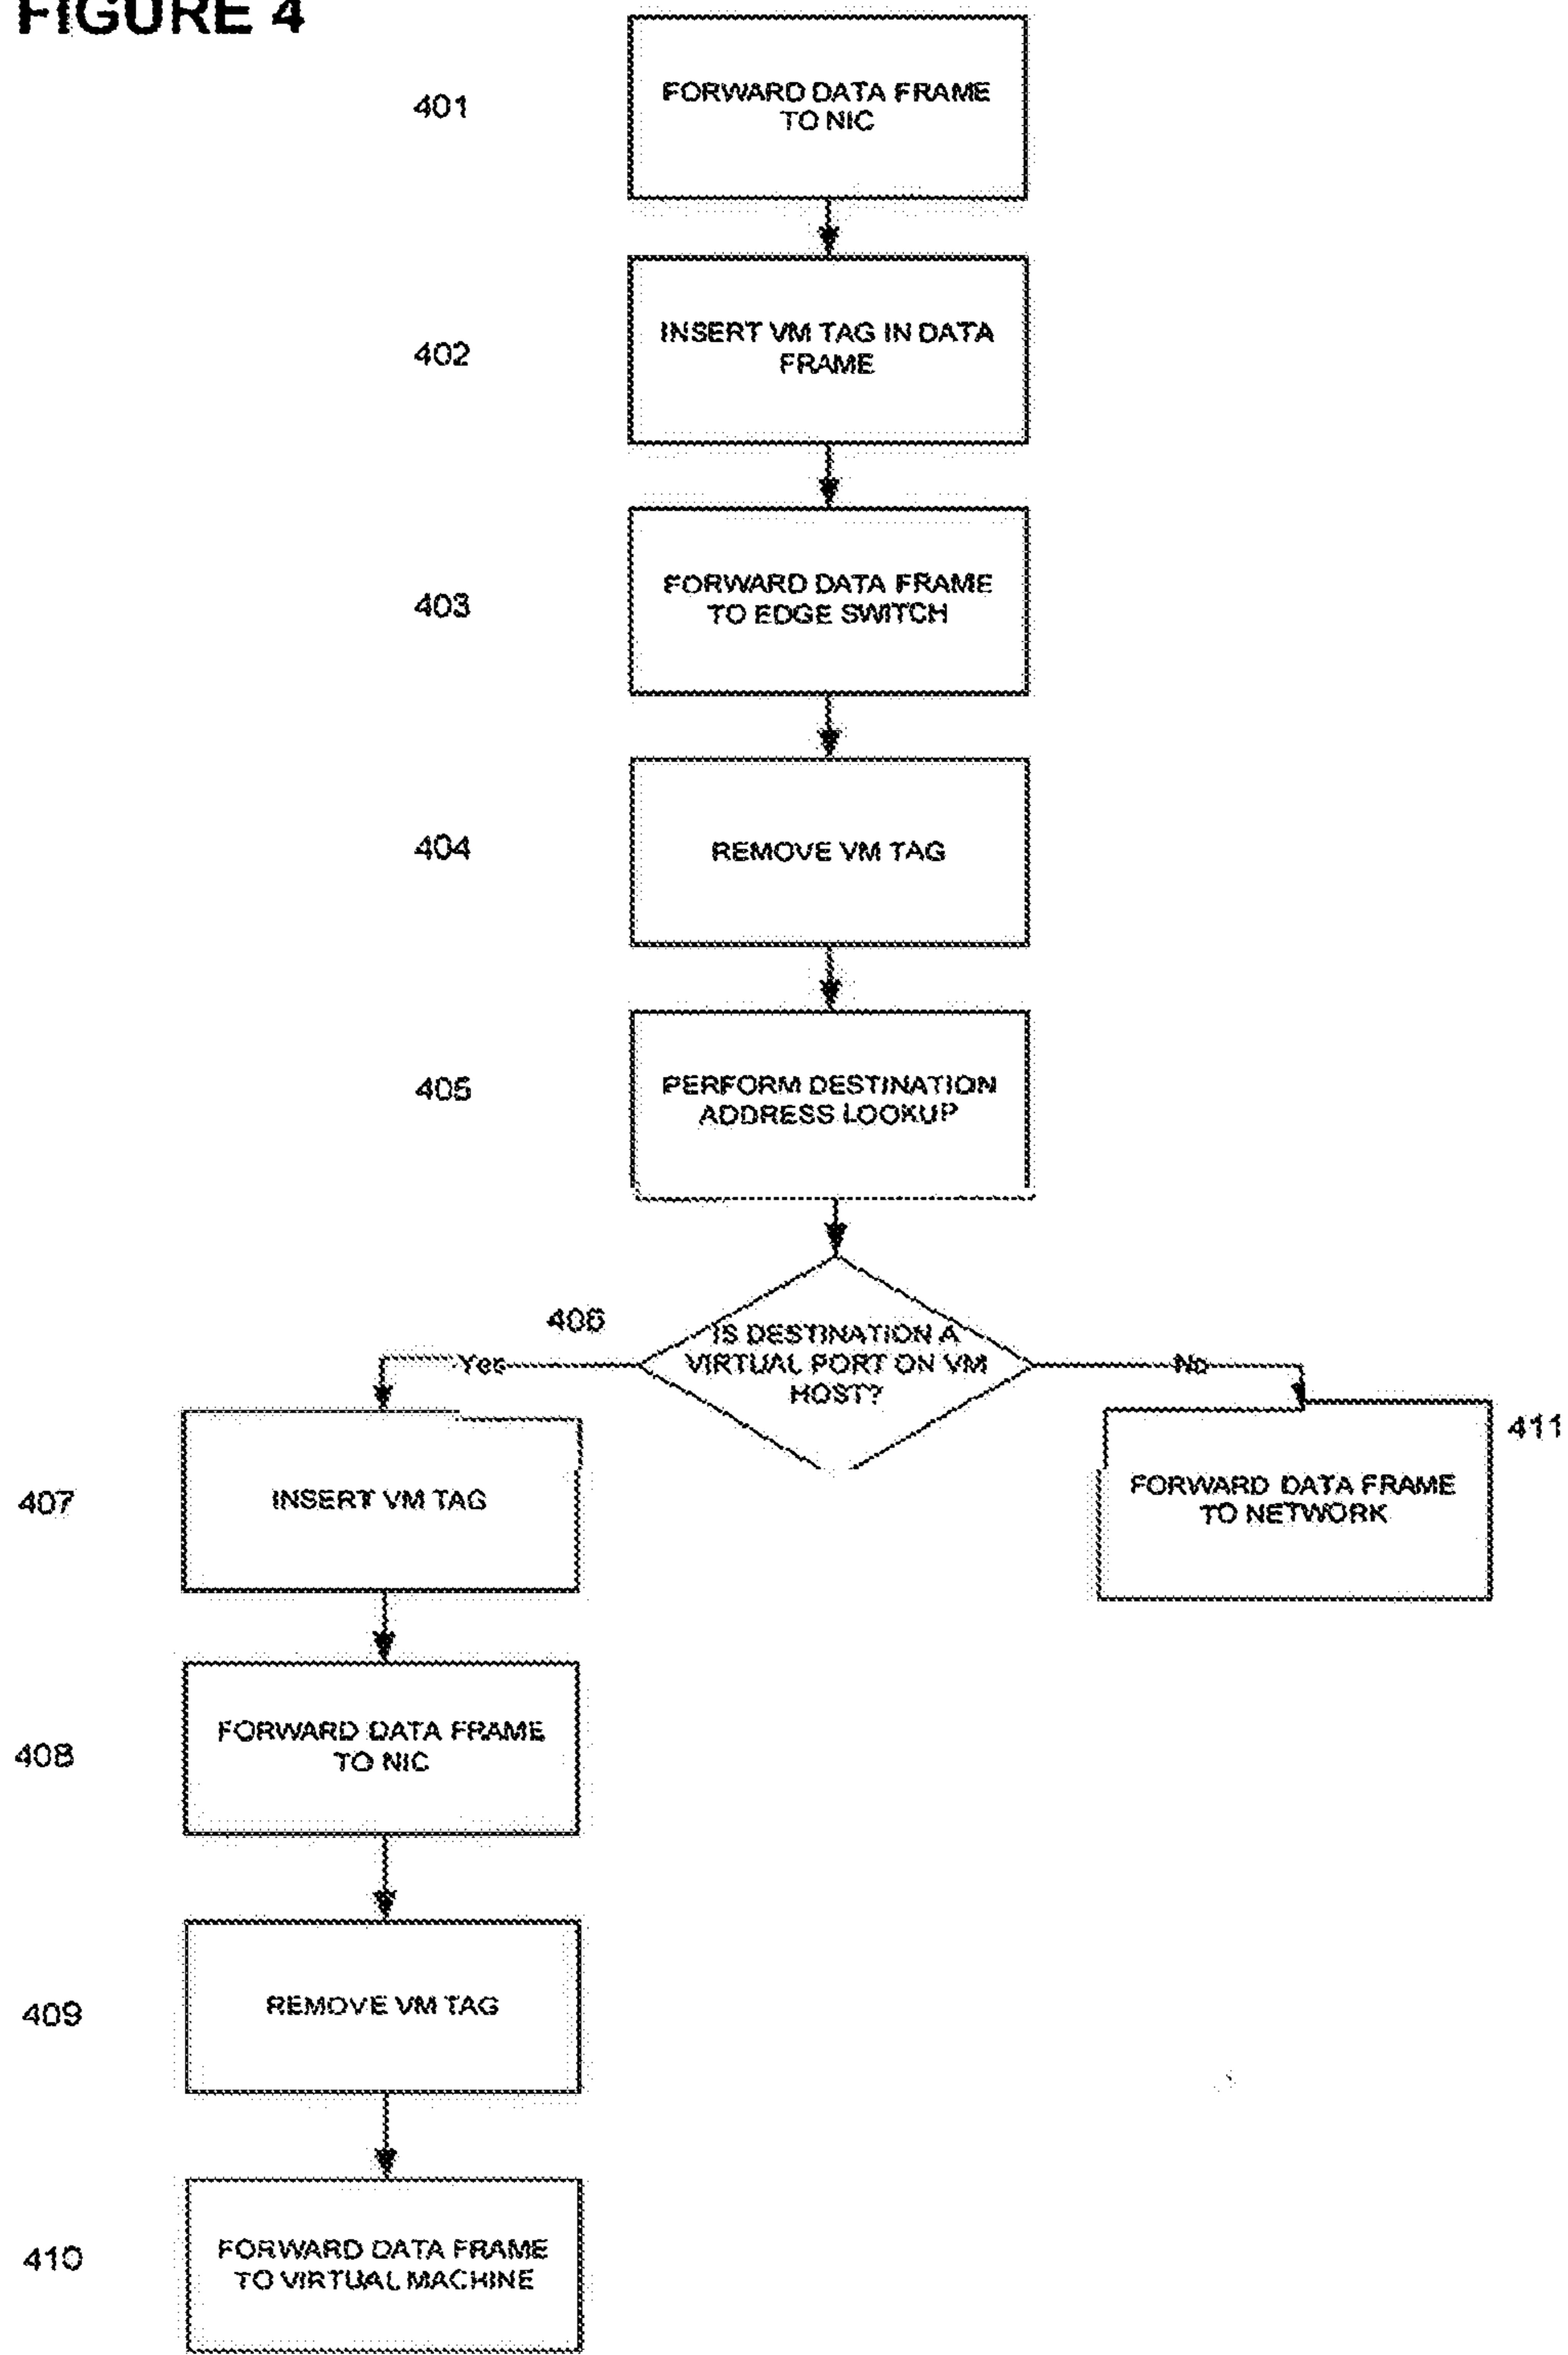 FIGURE 4
401
FORWARD DATA FRAME
TO NIC
402
INSERT VM TAG IN DATA
FRAME
403
FORWARD DATA FRAME
TO EDGE SWITCH
404
REMOVE VM TAG
405
PERFORM DESTINATION
ADDRESS LOOKUP
406
IS DESTINATION A
VIRTUAL PORT ON VM
HOST?
Yes
No
407
INSERT VM TAG
411
FORWARD DATA FRAME
TO NETWORK
408
FORWARD DATA FRAME
TO NIC
409
REMOVE VM TAG
410
FORWARD DATA FRAME
TO VIRTUAL MACHINE